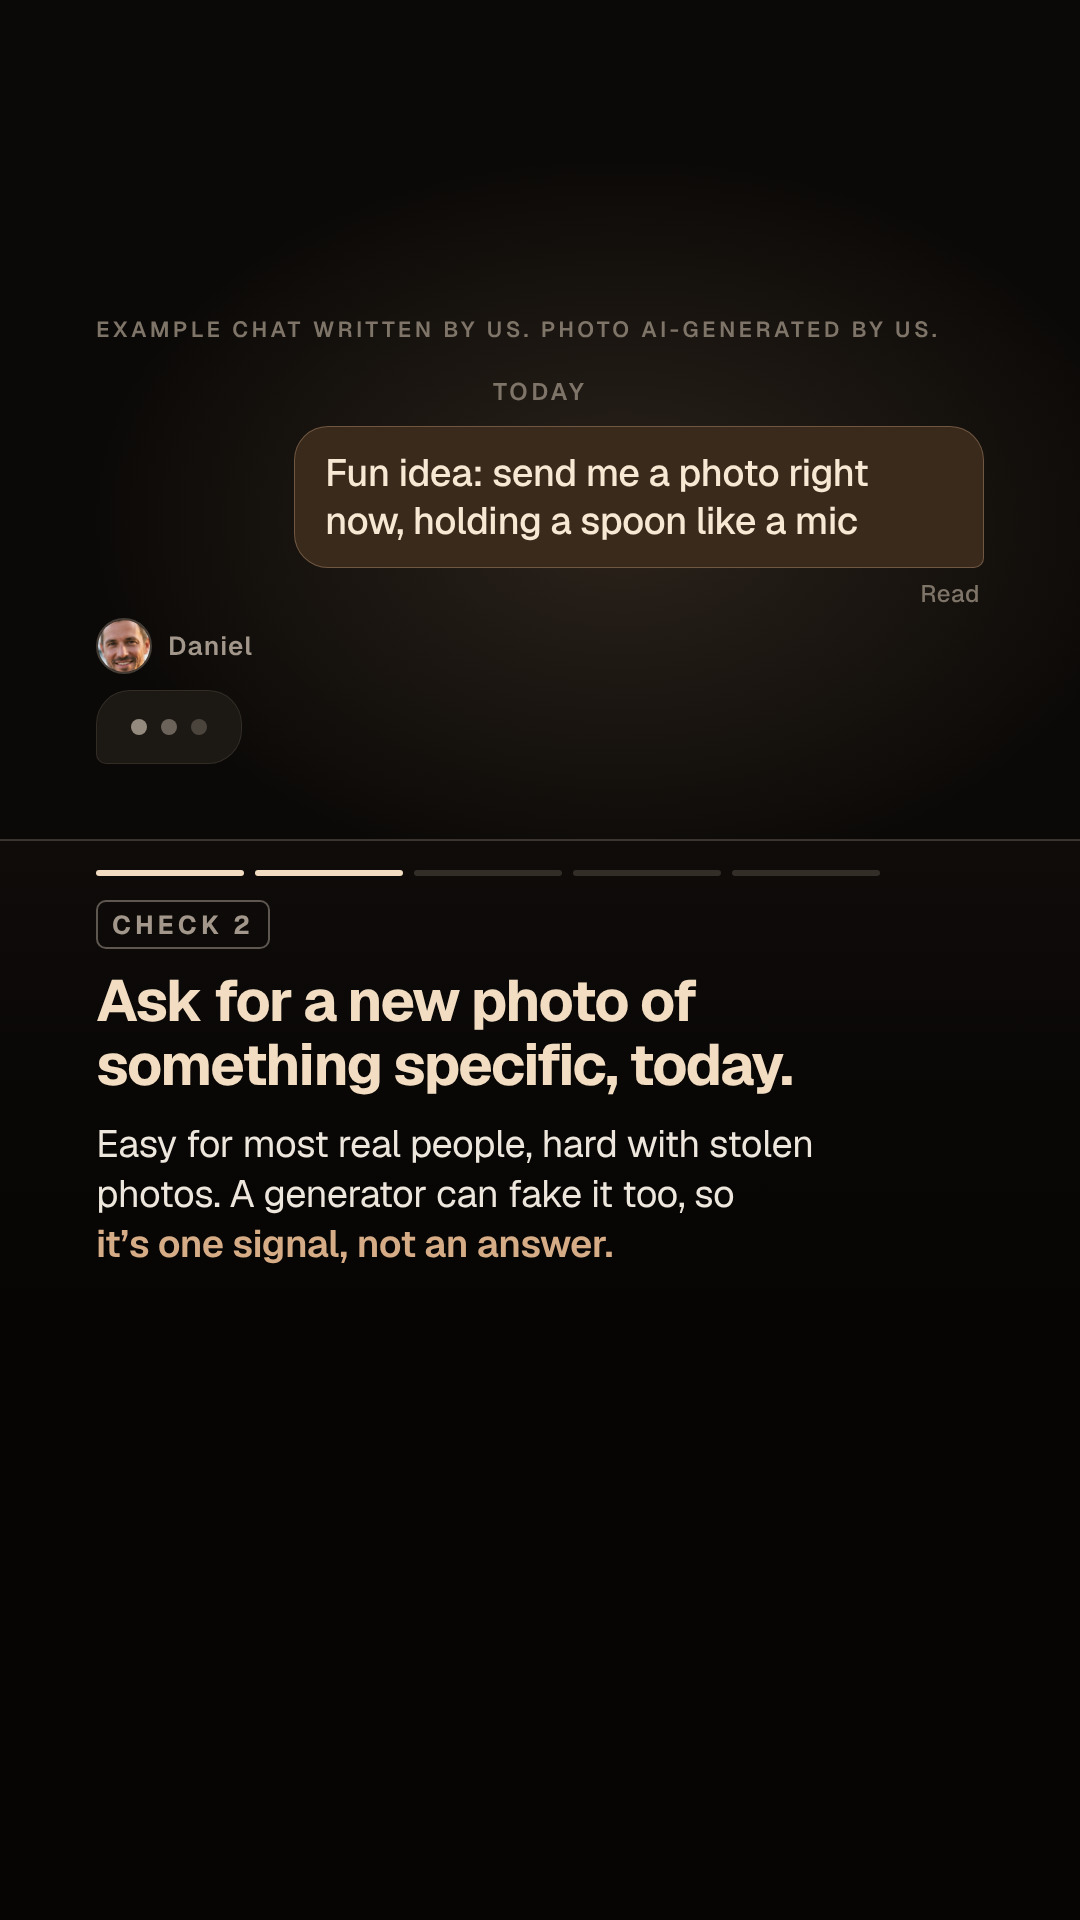 EXAMPLE CHAT WRITTEN BY US. PHOTO AI-GENERATED BY US.
TODAY
Fun idea: send me a photo right
now, holding a spoon like a mic
Read
Daniel
CHECK 2
Ask for a new photo of
something specific, today.
Easy for most real people, hard with stolen
photos. A generator can fake it too, so
it’s one signal, not an answer.